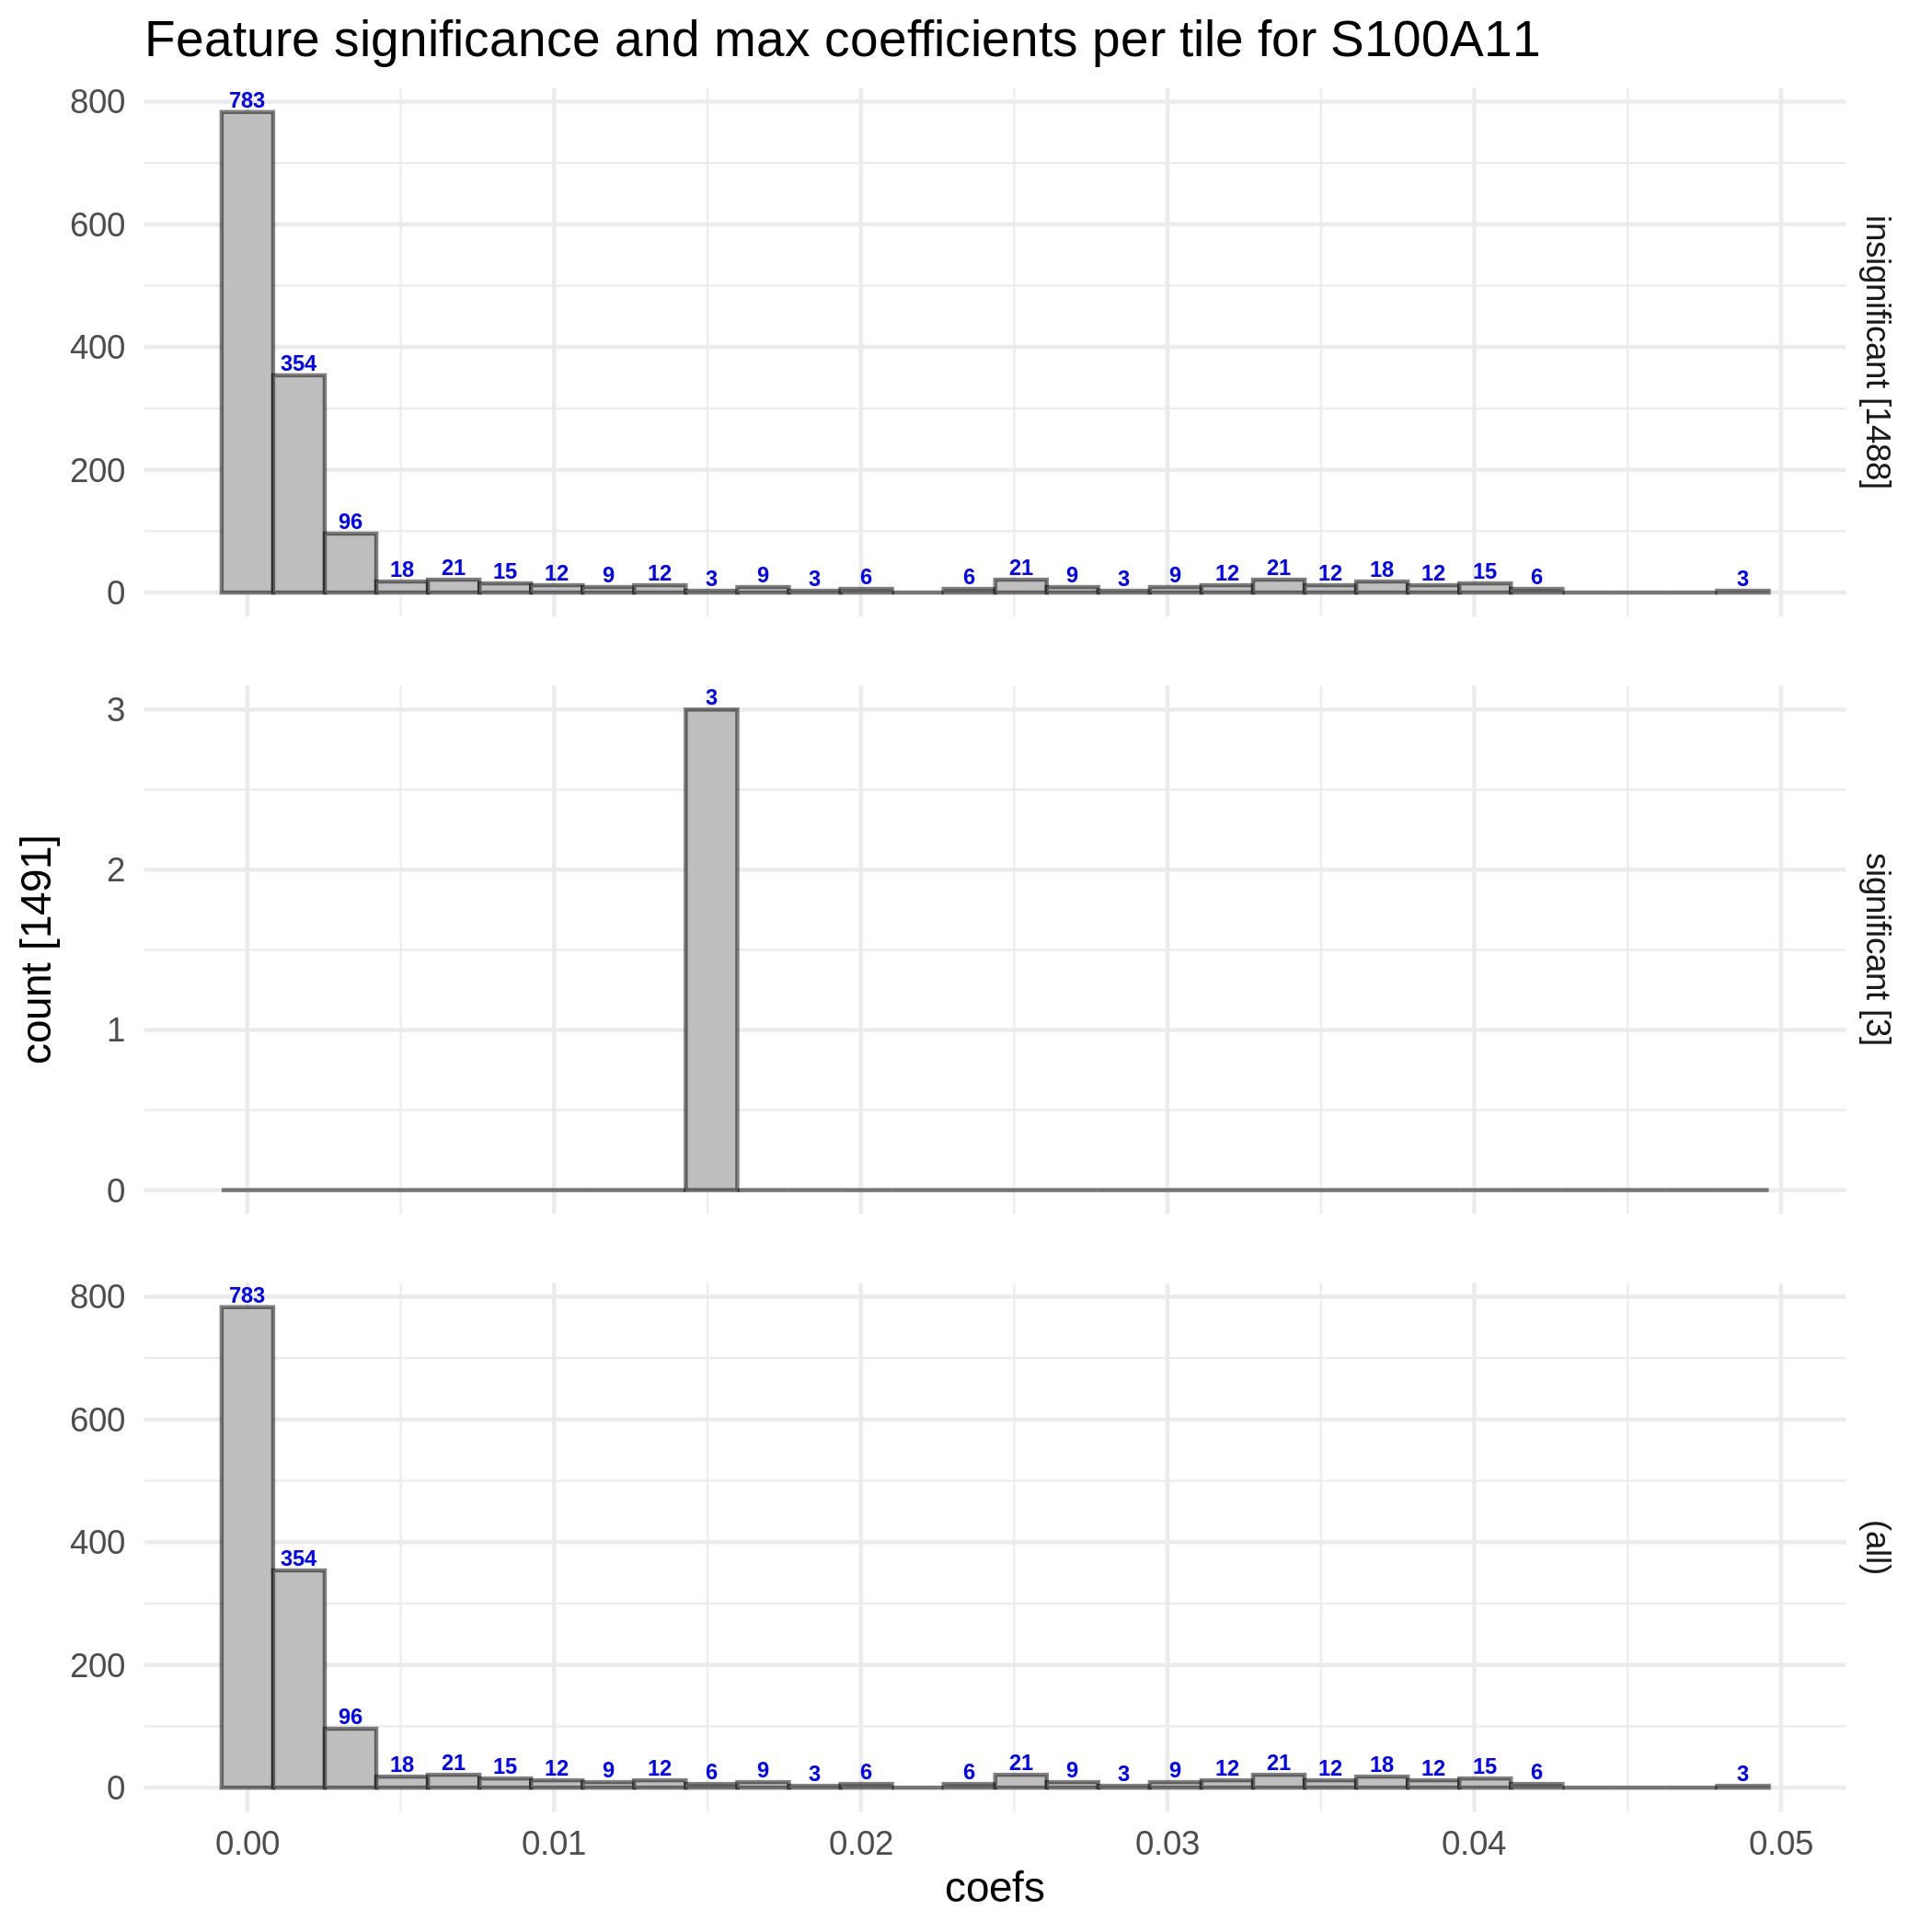 Feature significance and max coefficients per tile for S100A11
800
600
400
200
0
783
354
96
18 21 15 12 9 12 3 9 3 6 6 21 9 3 9 12 21 12 18 12 15 6 3
insignificant [1488]
count [1491]
3
2
1
0
3
significant [3]
800
600
400
200
0
783
354
96
18 21 15 12 9 12 6 9 3 6 6 21 9 3 9 12 21 12 18 12 15 6 3
(all)
0.00 0.01 0.02 0.03 0.04 0.05
coefs